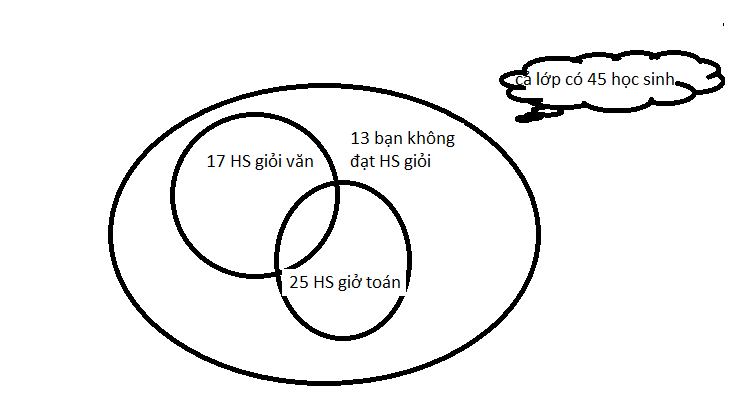 cả lớp có 45 học sinh
13 bạn không
đạt HS giỏi
17 HS giỏi văn
25 HS giở toán